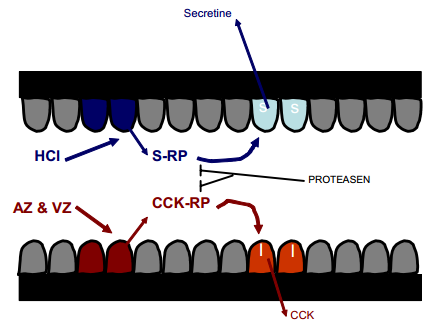 Secretine
S S
HCl S-RP
PROTEASEN
CCK-RP
AZ & VZ
I I
CCK